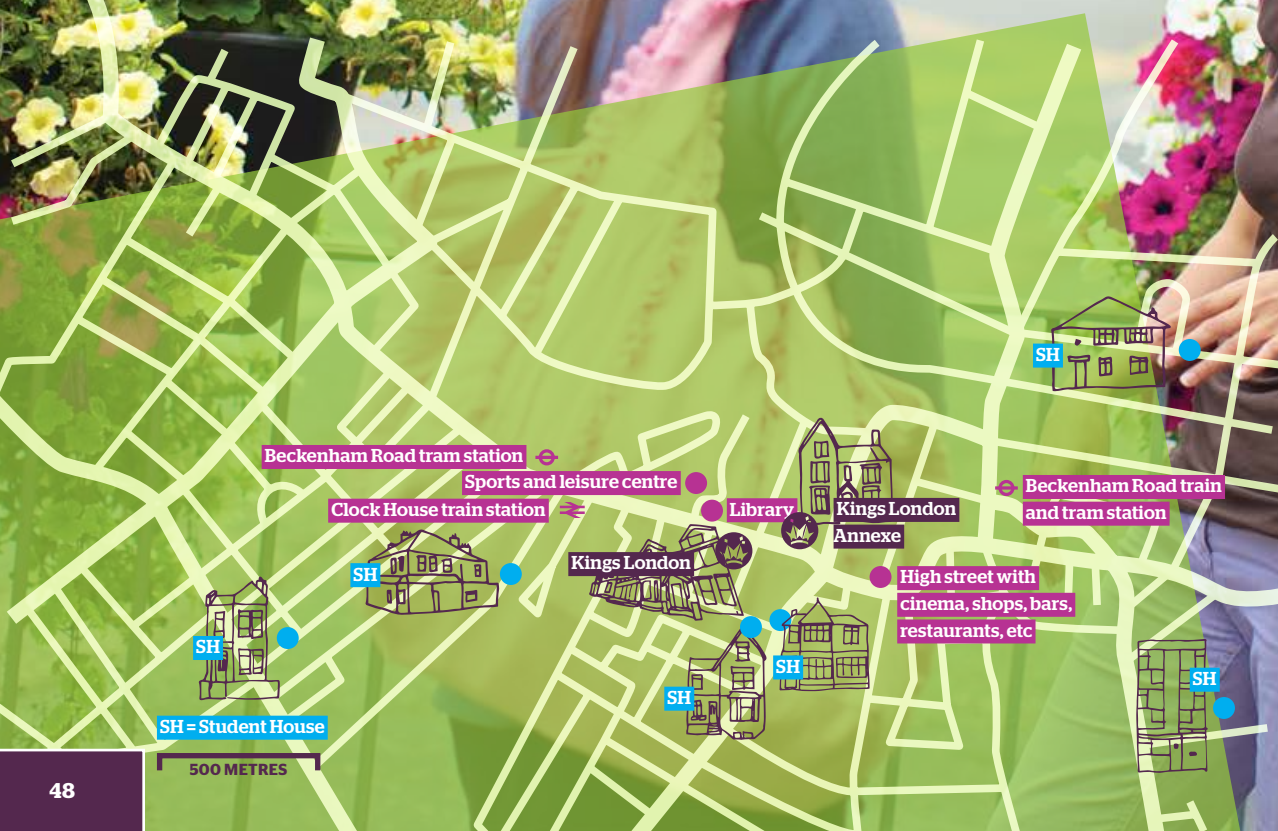 SH
Beckenham Road tram station
Sports and leisure centre
Clock House train station
Library
Kings London
Annexe
Beckenham Road train
and tram station
Kings London
SH
High street with
cinema, shops, bars,
restaurants, etc
SH
SH
SH
SH
SH = Student House
500 METRES
48